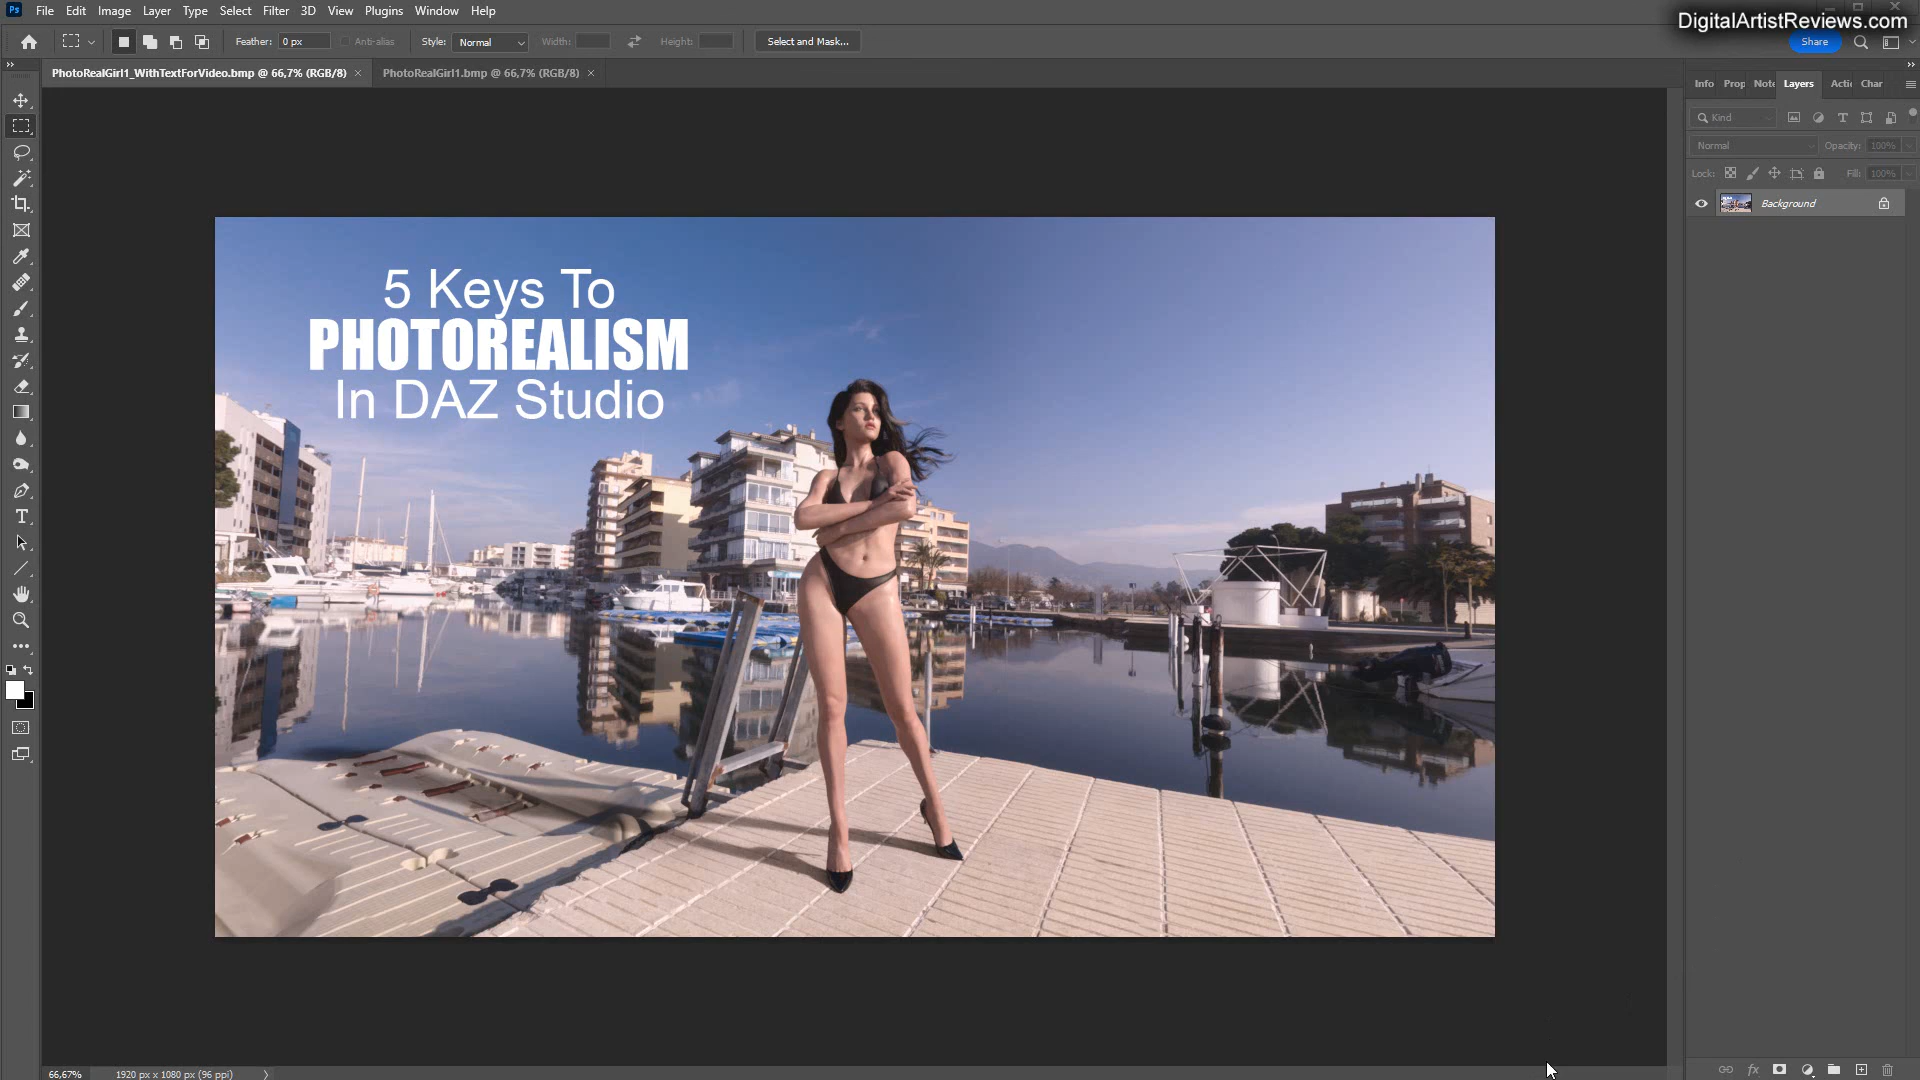 Ps File Edit Image Layer Type Select Filter 3D View Plugins Window Help
DigitalArtistReviews.com
Feather: 0 px Anti-alias Style: Normal Width: Height: Select and Mask... Share
PhotoRealGirl1_WithTextForVideo.bmp @ 66,7% (RGB/8) × PhotoRealGirl1.bmp @ 66,7% (RGB/8) ×
Info Prop Note Layers Acti Char
Kind
Normal Opacity: 100%
Lock: Fill: 100%
Background
5 Keys To
PHOTOREALISM
In DAZ Studio
66,67% 1920 px x 1080 px (96 ppi)